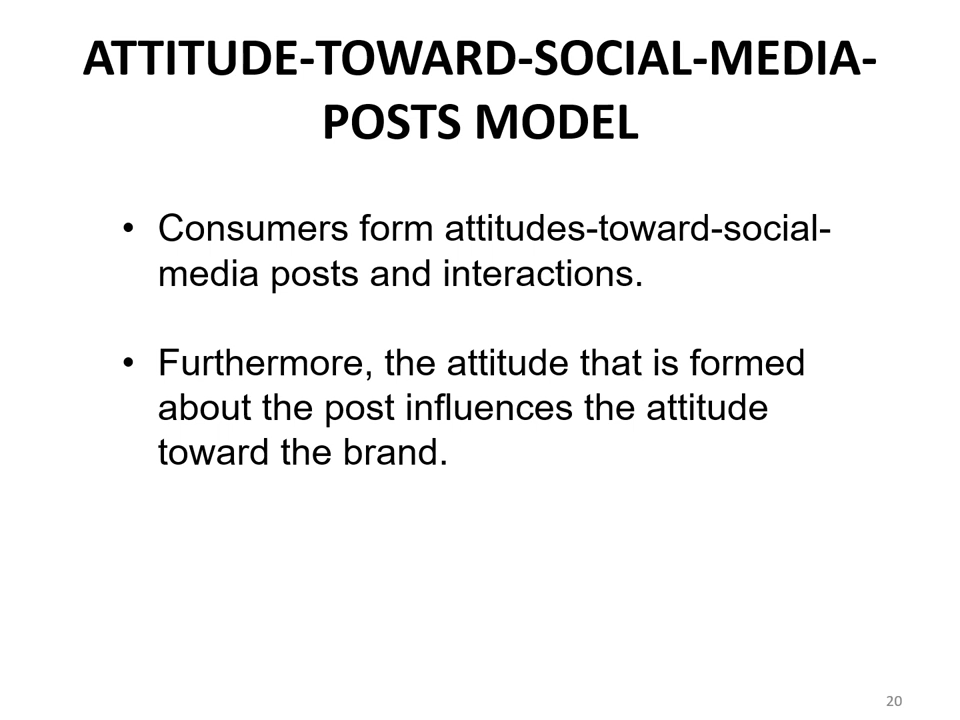 ATTITUDE-TOWARD-SOCIAL-MEDIA-
POSTS MODEL
• Consumers form attitudes-toward-social-
media posts and interactions.
• Furthermore, the attitude that is formed
about the post influences the attitude
toward the brand.
20